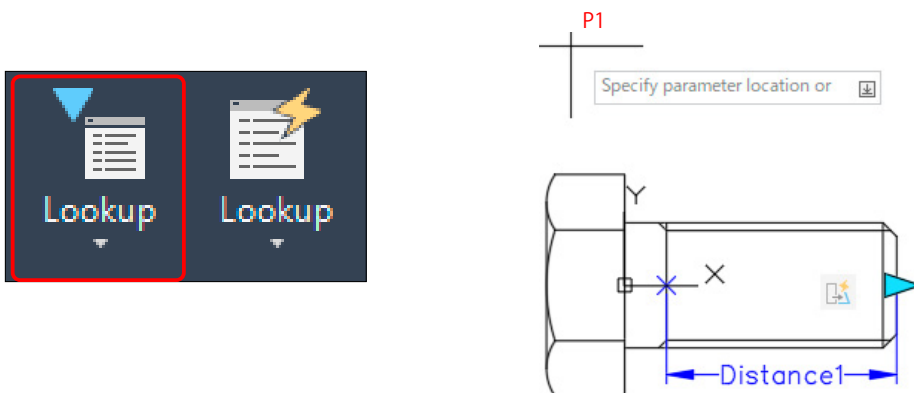 Lookup
Lookup
P1
Specify parameter location or
Y
X
Distance1